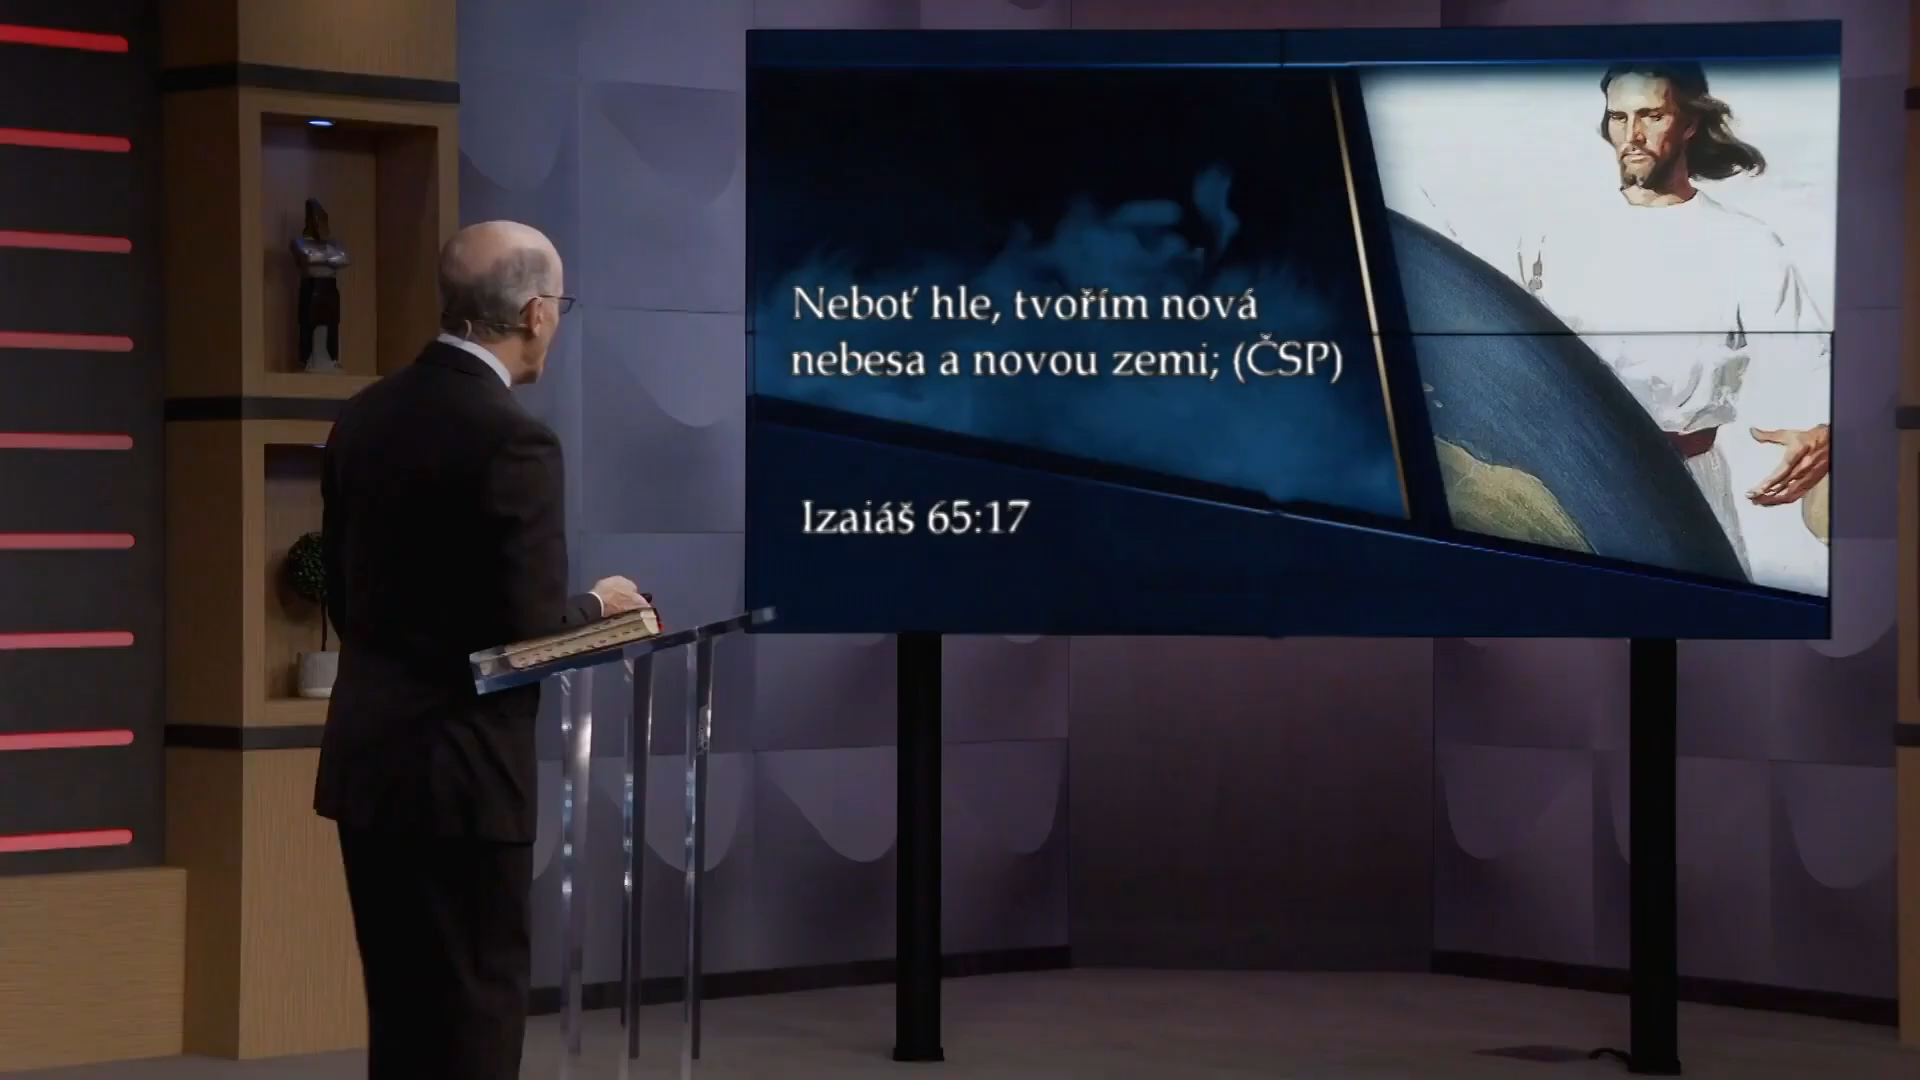 Neboť hle, tvořím nová
nebesa a novou zemi; (ČSP)
Izaiáš 65:17